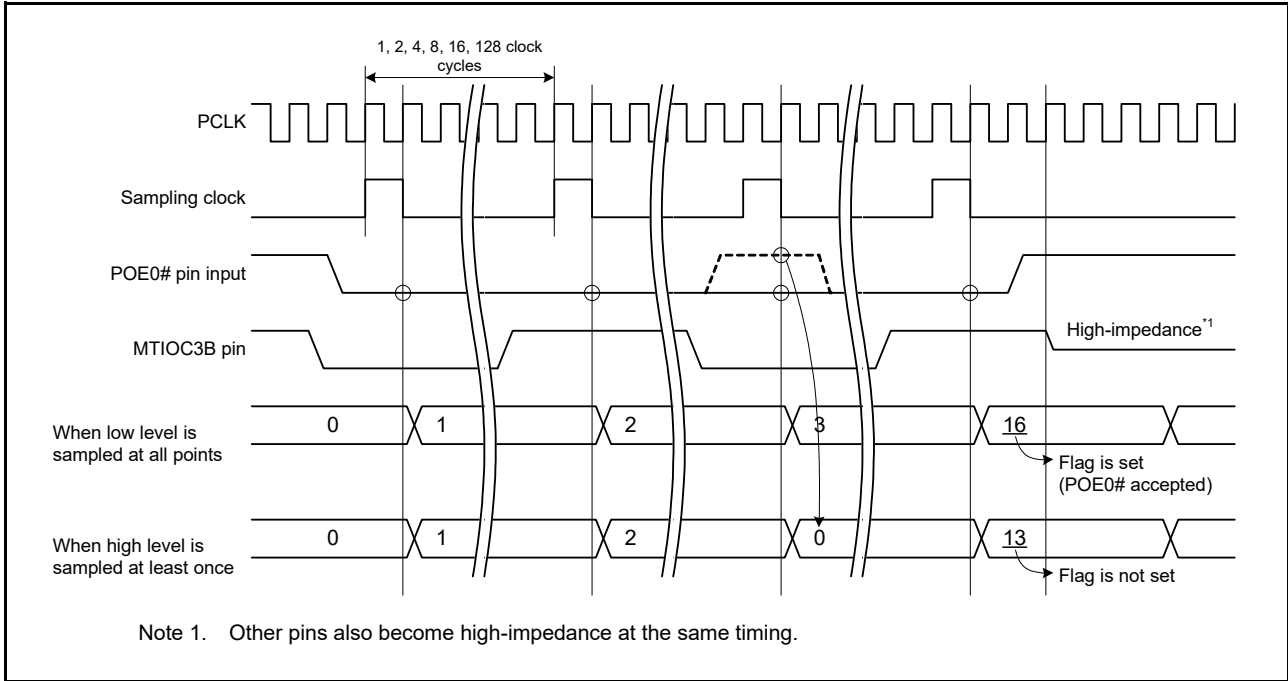 1, 2, 4, 8, 16, 128 clock
cycles
PCLK
Sampling clock
POE0# pin input
MTIOC3B pin
High-impedance*1
When low level is
sampled at all points
0 1 2 3 16
Flag is set
(POE0# accepted)
When high level is
sampled at least once
0 1 2 0 13
Flag is not set
Note 1. Other pins also become high-impedance at the same timing.